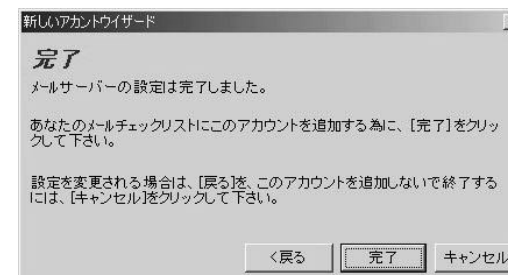 新しいアカントウイザード
完了
メールサーバーの設定は完了しました。
あなたのメールチェックリストにこのアカウントを追加する為に、[完了]をクリッ
クして下さい。
設定を変更される場合は、[戻る]を、このアカウントを追加しないで終了する
には、[キャンセル]をクリックして下さい。
<戻る
完了
キャンセル